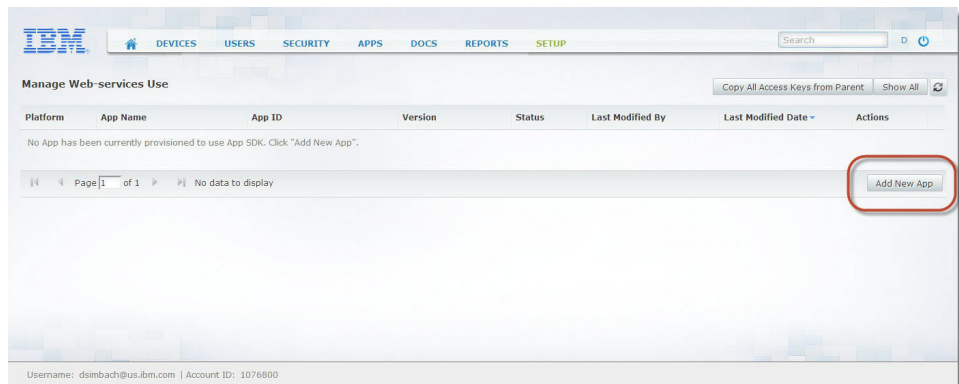 IBM
DEVICES USERS SECURITY APPS DOCS REPORTS SETUP Search D
Manage Web-services Use Copy All Access Keys from Parent Show All
Platform App Name App ID Version Status Last Modified By Last Modified Date Actions
No App has been currently provisioned to use App SDK. Click "Add New App".
Page 1 of 1 No data to display Add New App
Username: dsimbach@us.ibm.com | Account ID: 1076800